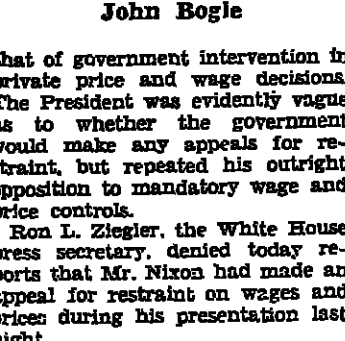 John Bogle
that of government intervention in
private price and wage decisions.
The President was evidently vague
as to whether the government
would make any appeals for re-
straint, but repeated his outright
opposition to mandatory wage and
price controls.
Ron L. Ziegler, the White House
press secretary, denied today re-
ports that Mr. Nixon had made an
appeal for restraint on wages and
prices during his presentation last
night.